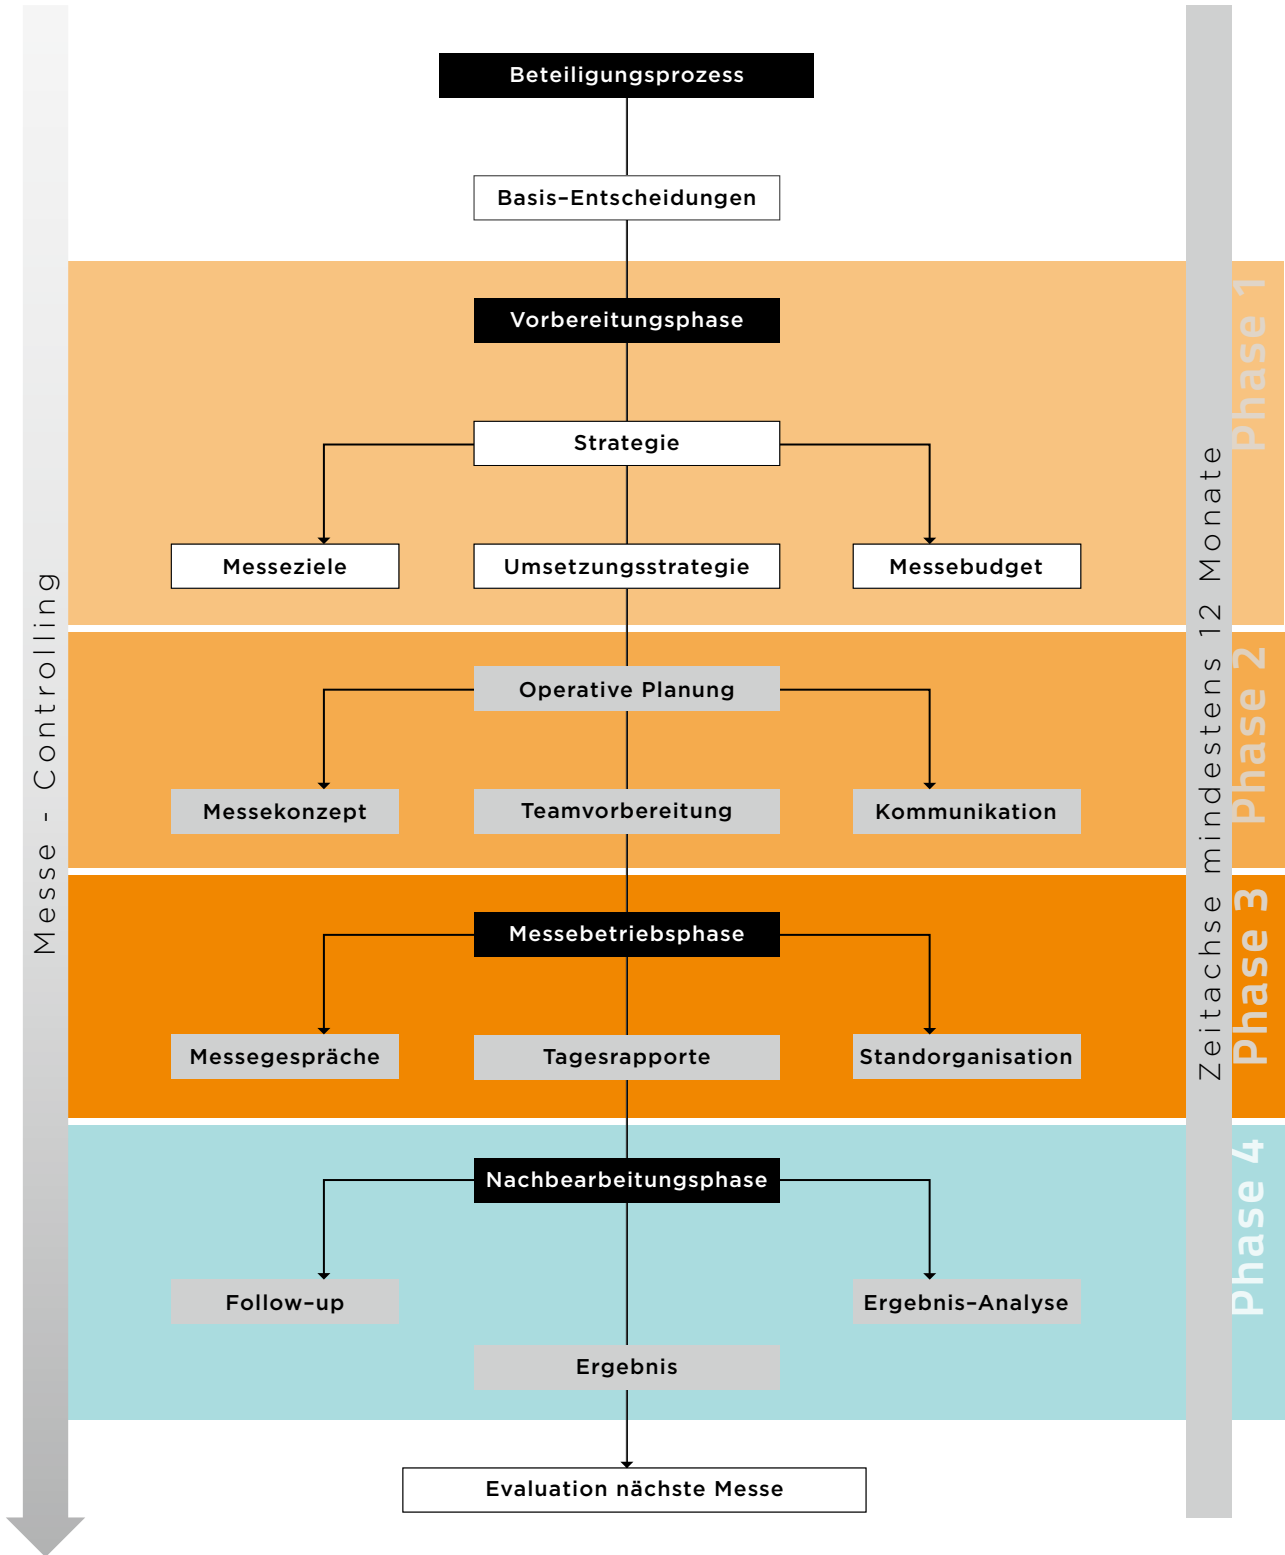 Beteiligungsprozess
Basis-Entscheidungen
Vorbereitungsphase
Strategie
Messeziele
Umsetzungsstrategie
Messebudget
Phase 1
Operative Planung
Messekonzept
Teamvorbereitung
Kommunikation
Phase 2
Messebetriebsphase
Messegespräche
Tagesrapporte
Standorganisation
Phase 3
Nachbearbeitungsphase
Follow-up
Ergebnis-Analyse
Ergebnis
Phase 4
Evaluation nächste Messe
Messe - Controlling
Zeitachse mindestens 12 Monate